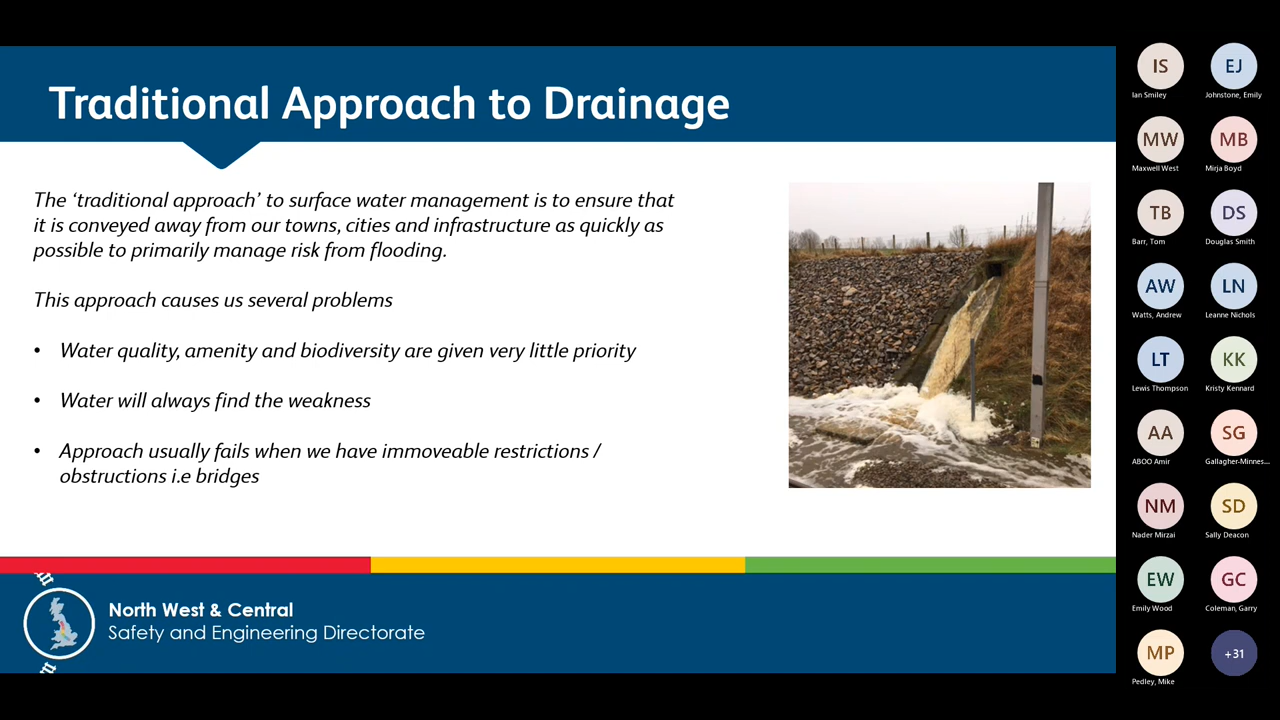 Traditional Approach to Drainage
The ‘traditional approach’ to surface water management is to ensure that
it is conveyed away from our towns, cities and infrastructure as quickly as
possible to primarily manage risk from flooding.
This approach causes us several problems
• Water quality, amenity and biodiversity are given very little priority
• Water will always find the weakness
• Approach usually fails when we have immoveable restrictions /
obstructions i.e bridges
North West & Central
Safety and Engineering Directorate
IS
Ian Smiley
EJ
Johnstone, Emily
MW
Maxwell West
MB
Mirja Boyd
TB
Barr, Tom
DS
Douglas Smith
AW
Watts, Andrew
LN
Leanne Nichols
LT
Lewis Thompson
KK
Kristy Kennard
AA
ABOO Amir
SG
Gallagher-Minnes...
NM
Nader Mirzai
SD
Sally Deacon
EW
Emily Wood
GC
Coleman, Garry
MP
Pedley, Mike
+31